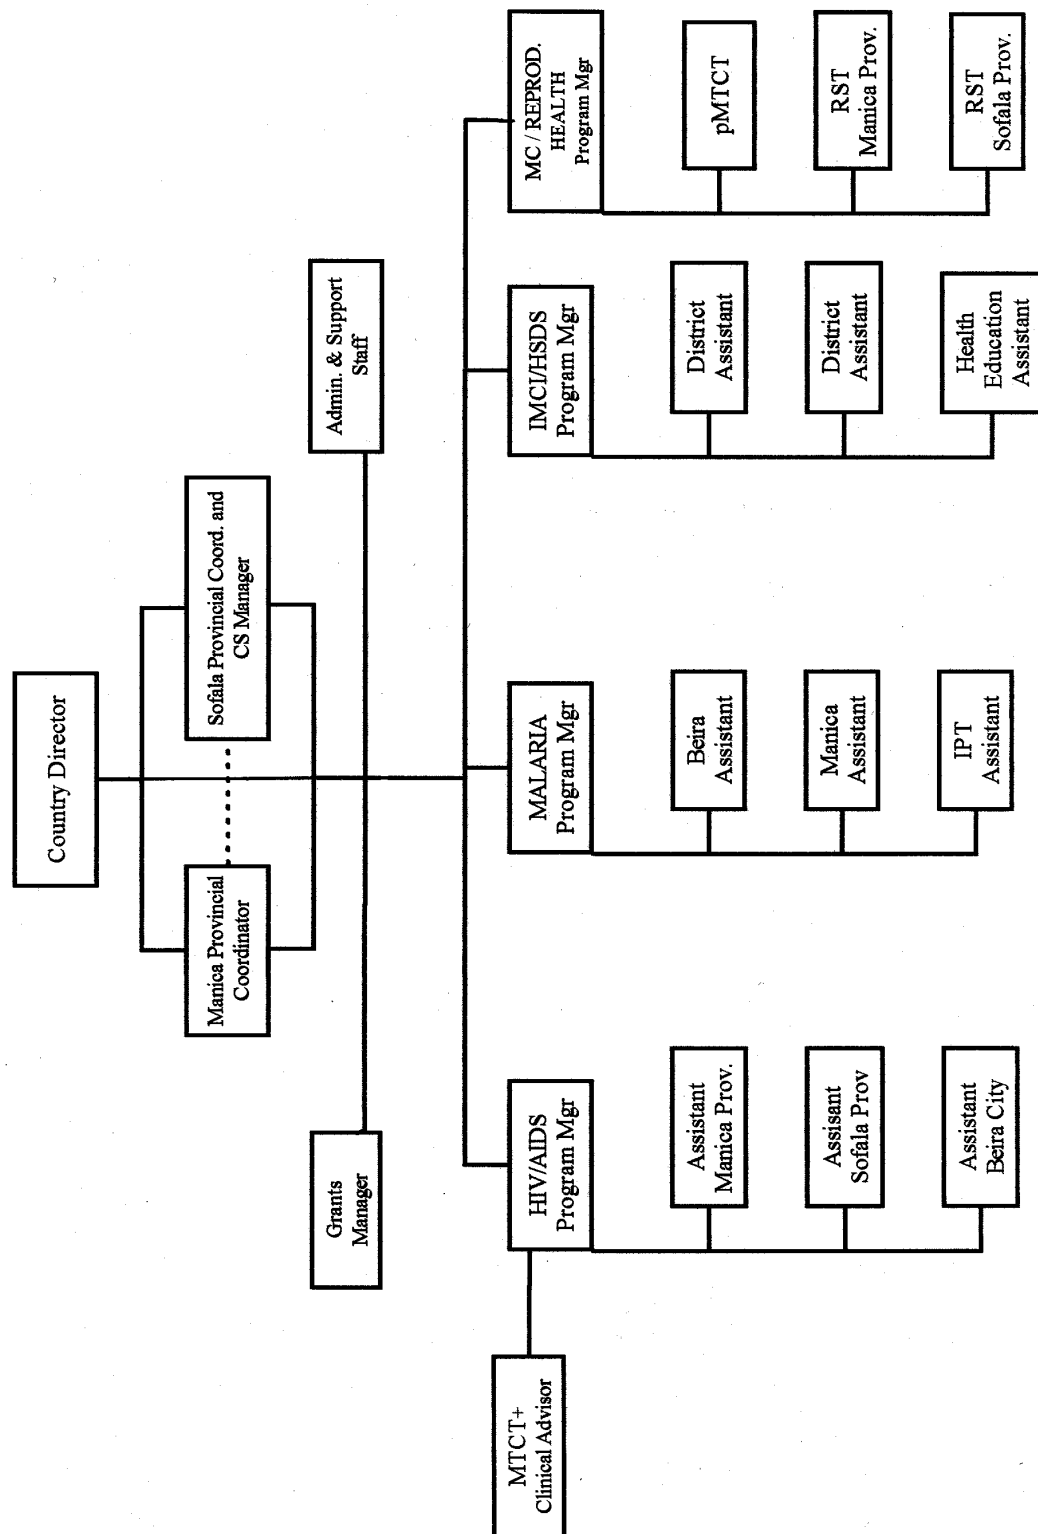 Country Director
Manica Provincial
Coordinator
Sofala Provincial Coord. and
CS Manager
Grants
Manager
Admin. & Support
Staff
MTCT+
Clinical Advisor
HIV/AIDS
Program Mgr
Assistant
Manica Prov.
Assisant
Sofala Prov
Assistant
Beira City
MALARIA
Program Mgr
Beira
Assistant
Manica
Assistant
IPT
Assistant
IMCI/HSDS
Program Mgr
District
Assistant
District
Assistant
Health
Education
Assistant
MC / REPROD.
HEALTH
Program Mgr
pMTCT
RST
Manica Prov.
RST
Sofala Prov.